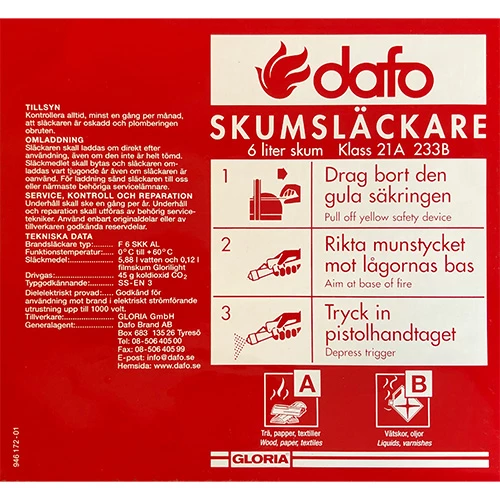 dafo
SKUMSLÄCKARE
6 liter skum Klass 21A 233B
1
Drag bort den
gula säkringen
Pull off yellow safety device
2
Rikta munstycket
mot lågornas bas
Aim at base of fire
3
Tryck in
pistolhandtaget
Depress trigger
A
Trä, papper, textiller
Wood, paper, textiles
B
Våtskor, oljor
Liquids, varnishes
GLORIA
TILLSYN
Kontrollera alltid, minst en gång per månad,
att släckaren är oskadd och plomberingen
obruten.
OMLADDNING
Släckaren skall laddas om direkt efter
användning, även om den inte är helt tömd.
Släckmedlet skall bytas och släckaren om-
laddas vart tjugonde år även om släckaren är
oanvänd. För laddning sänd släckaren till oss
eller närmaste behöriga servicelämnare.
SERVICE, KONTROLL OCH REPARATION
Underhåll skall ske en gång per år. Underhåll
och reparation skall utföras av behörig service-
tekniker. Använd enbart originaldelar eller av
tillverkaren godkända reservdelar.
TEKNISKA DATA
Brandsläckare typ:...... F 6 SKK AL
Funktionstemperatur:..... 0°C till +60°C
Släckmedel:.............. 5,88 l vatten och 0,12 l
filmskum Glorilight
Drivgas:................. 45 g koldioxid CO2
Typgodkännande:......... SS-EN 3
Dielelektriskt provad:..... Godkänd för
användning mot brand i elektriskt strömförande
utrustning upp till 1000 volt.
Tillverkare:............. GLORIA GmbH
Generalagent:........... Dafo Brand AB
Box 683 135 26 Tyresö
Tel: 08-506 405 00
Fax: 08-506 405 99
E-post: info@dafo.se
Hemsida: www.dafo.se
946 172-01